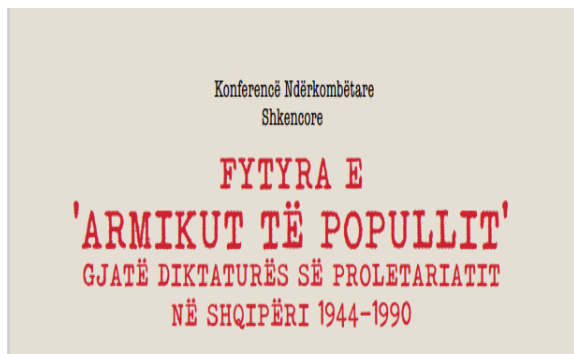 Konferencë Ndërkombëtare
Shkencore
FYTYRA E
'ARMIKUT TË POPULLIT'
GJATË DIKTATURËS SË PROLETARIATIT
NË SHQIPËRI 1944–1990